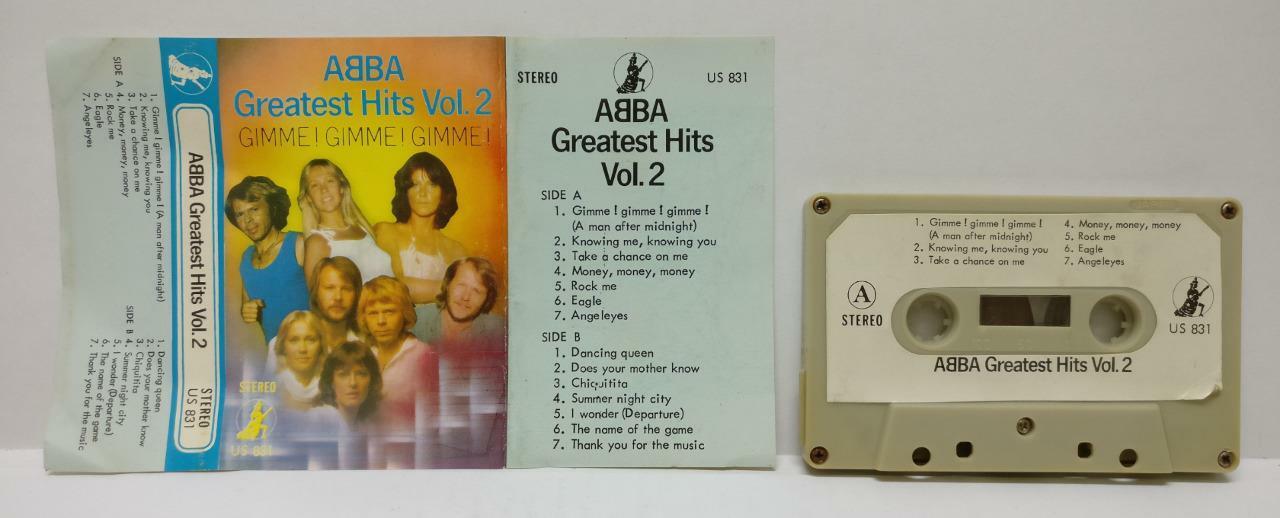 SIDE A
1. Gimme! gimme! gimme! (A man after midnight)
2. Knowing me, knowing you
3. Take a chance on me
4. Money, money, money
5. Rock me
6. Eagle
7. Angeleyes
SIDE B
1. Dancing queen
2. Does your mother know
3. Chiquitita
4. Summer night city
5. I wonder (Departure)
6. The name of the game
7. Thank you for the music
ABBA Greatest Hits Vol. 2
STEREO
US 831
ABBA
Greatest Hits Vol. 2
GIMME! GIMME! GIMME!
STEREO
US 831
STEREO
US 831
ABBA
Greatest Hits
Vol. 2
SIDE A
1. Gimme! gimme! gimme!
(A man after midnight)
2. Knowing me, knowing you
3. Take a chance on me
4. Money, money, money
5. Rock me
6. Eagle
7. Angeleyes
SIDE B
1. Dancing queen
2. Does your mother know
3. Chiquitita
4. Summer night city
5. I wonder (Departure)
6. The name of the game
7. Thank you for the music
1. Gimme! gimme! gimme!
(A man after midnight)
2. Knowing me, knowing you
3. Take a chance on me
4. Money, money, money
5. Rock me
6. Eagle
7. Angeleyes
A
STEREO
US 831
ABBA Greatest Hits Vol. 2